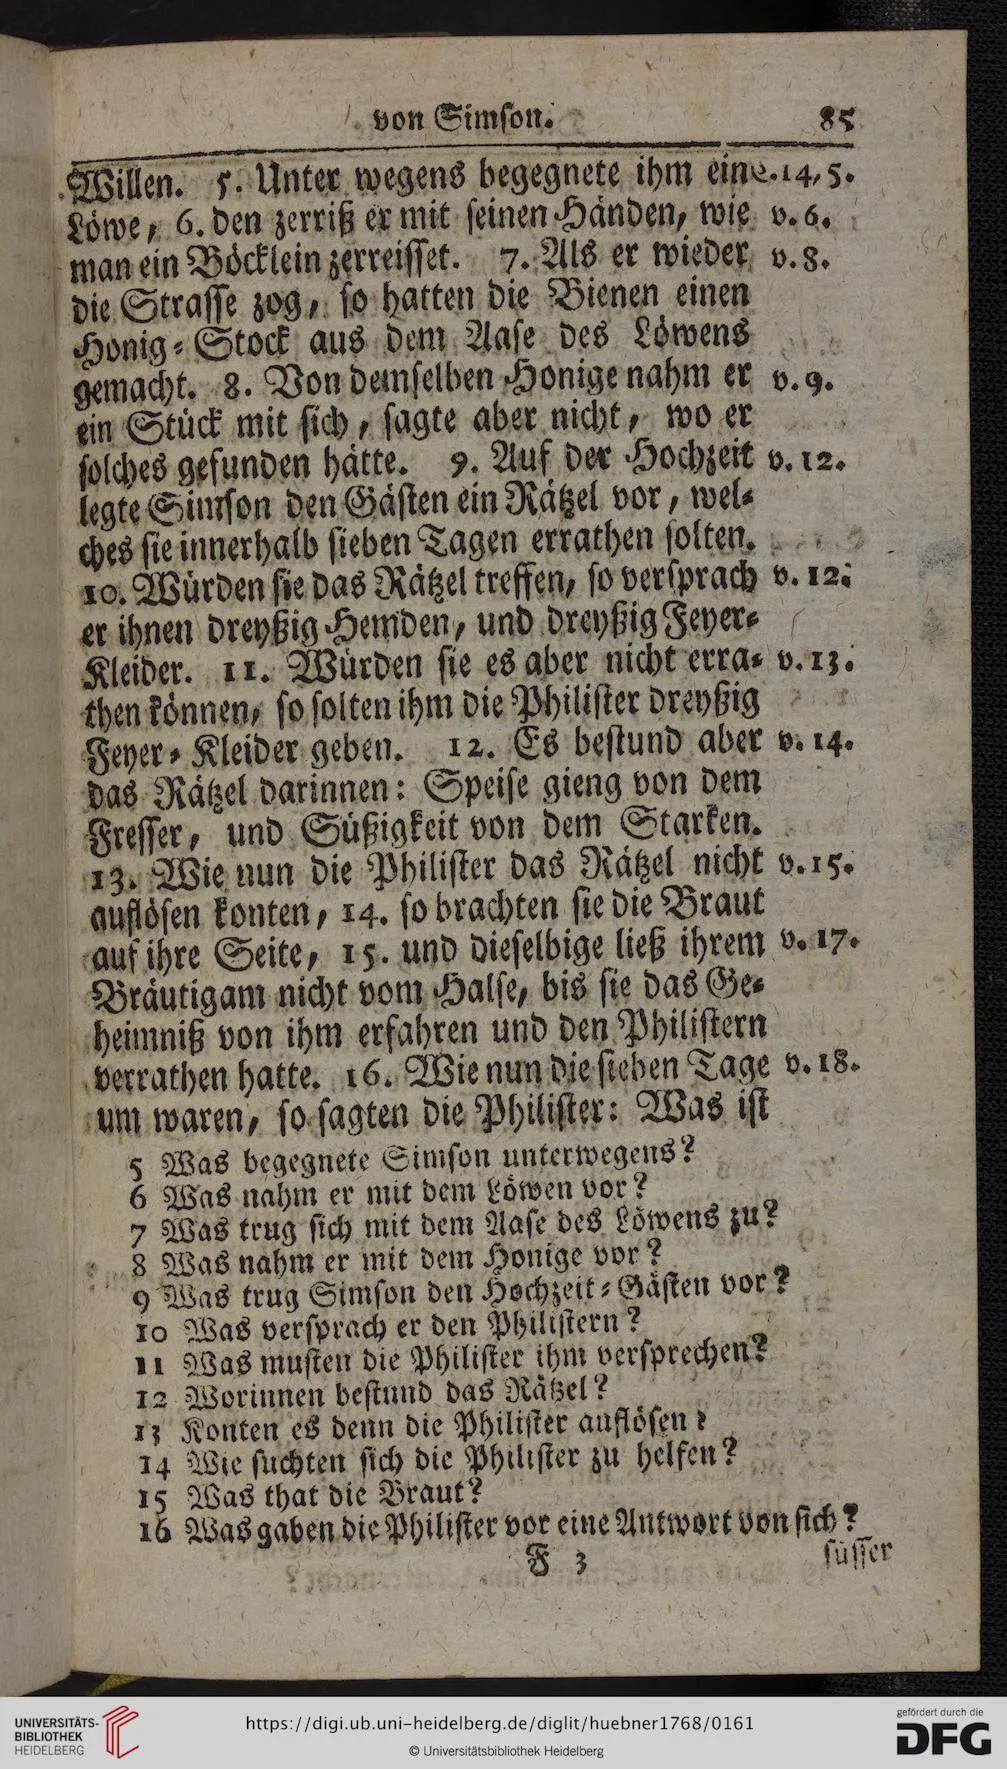 von Simson. 85
Willen. 5. Unter wegens begegnete ihm ein c.14, 5.
Löwe, 6. den zerriß er mit seinen Händen, wie v. 6.
man ein Böcklein zerreisset. 7. Als er wieder v. 8.
die Strasse zog, so hatten die Bienen einen
Honig-Stock aus dem Aase des Löwens
gemacht. 8. Von demselben Honige nahm er v. 9.
ein Stück mit sich, sagte aber nicht, wo er
solches gefunden hätte. 9. Auf der Hochzeit v. 12.
legte Simson den Gästen ein Rätzel vor, wel-
ches sie innerhalb sieben Tagen errathen solten.
10. Würden sie das Rätzel treffen, so versprach v. 12.
er ihnen dreyßig Hemden, und dreyßig Feyer-
Kleider. 11. Würden sie es aber nicht erra- v. 13.
then können, so solten ihm die Philister dreyßig
Feyer-Kleider geben. 12. Es bestund aber v. 14.
das Rätzel darinnen: Speise gieng von dem
Fresser, und Süßigkeit von dem Starken.
13. Wie nun die Philister das Rätzel nicht v. 15.
auflösen konten, 14. so brachten sie die Braut
auf ihre Seite, 15. und dieselbige ließ ihrem v. 17.
Bräutigam nicht vom Halse, bis sie das Ge-
heimniß von ihm erfahren und den Philistern
verrathen hatte. 16. Wie nun die sieben Tage v. 18.
um waren, so sagten die Philister: Was ist
5 Was begegnete Simson unterwegens?
6 Was nahm er mit dem Löwen vor?
7 Was trug sich mit dem Aase des Löwens zu?
8 Was nahm er mit dem Honige vor?
9 Was trug Simson den Hochzeit-Gästen vor?
10 Was versprach er den Philistern?
11 Was musten die Philister ihm versprechen?
12 Worinnen bestund das Rätzel?
13 Konten es denn die Philister auflösen?
14 Wie suchten sich die Philister zu helfen?
15 Was that die Braut?
16 Was gaben die Philister vor eine Antwort von sich?
F 3 süsser
UNIVERSITÄTS-
BIBLIOTHEK
HEIDELBERG
https://digi.ub.uni-heidelberg.de/diglit/huebner1768/0161
© Universitätsbibliothek Heidelberg
gefördert durch die
DFG